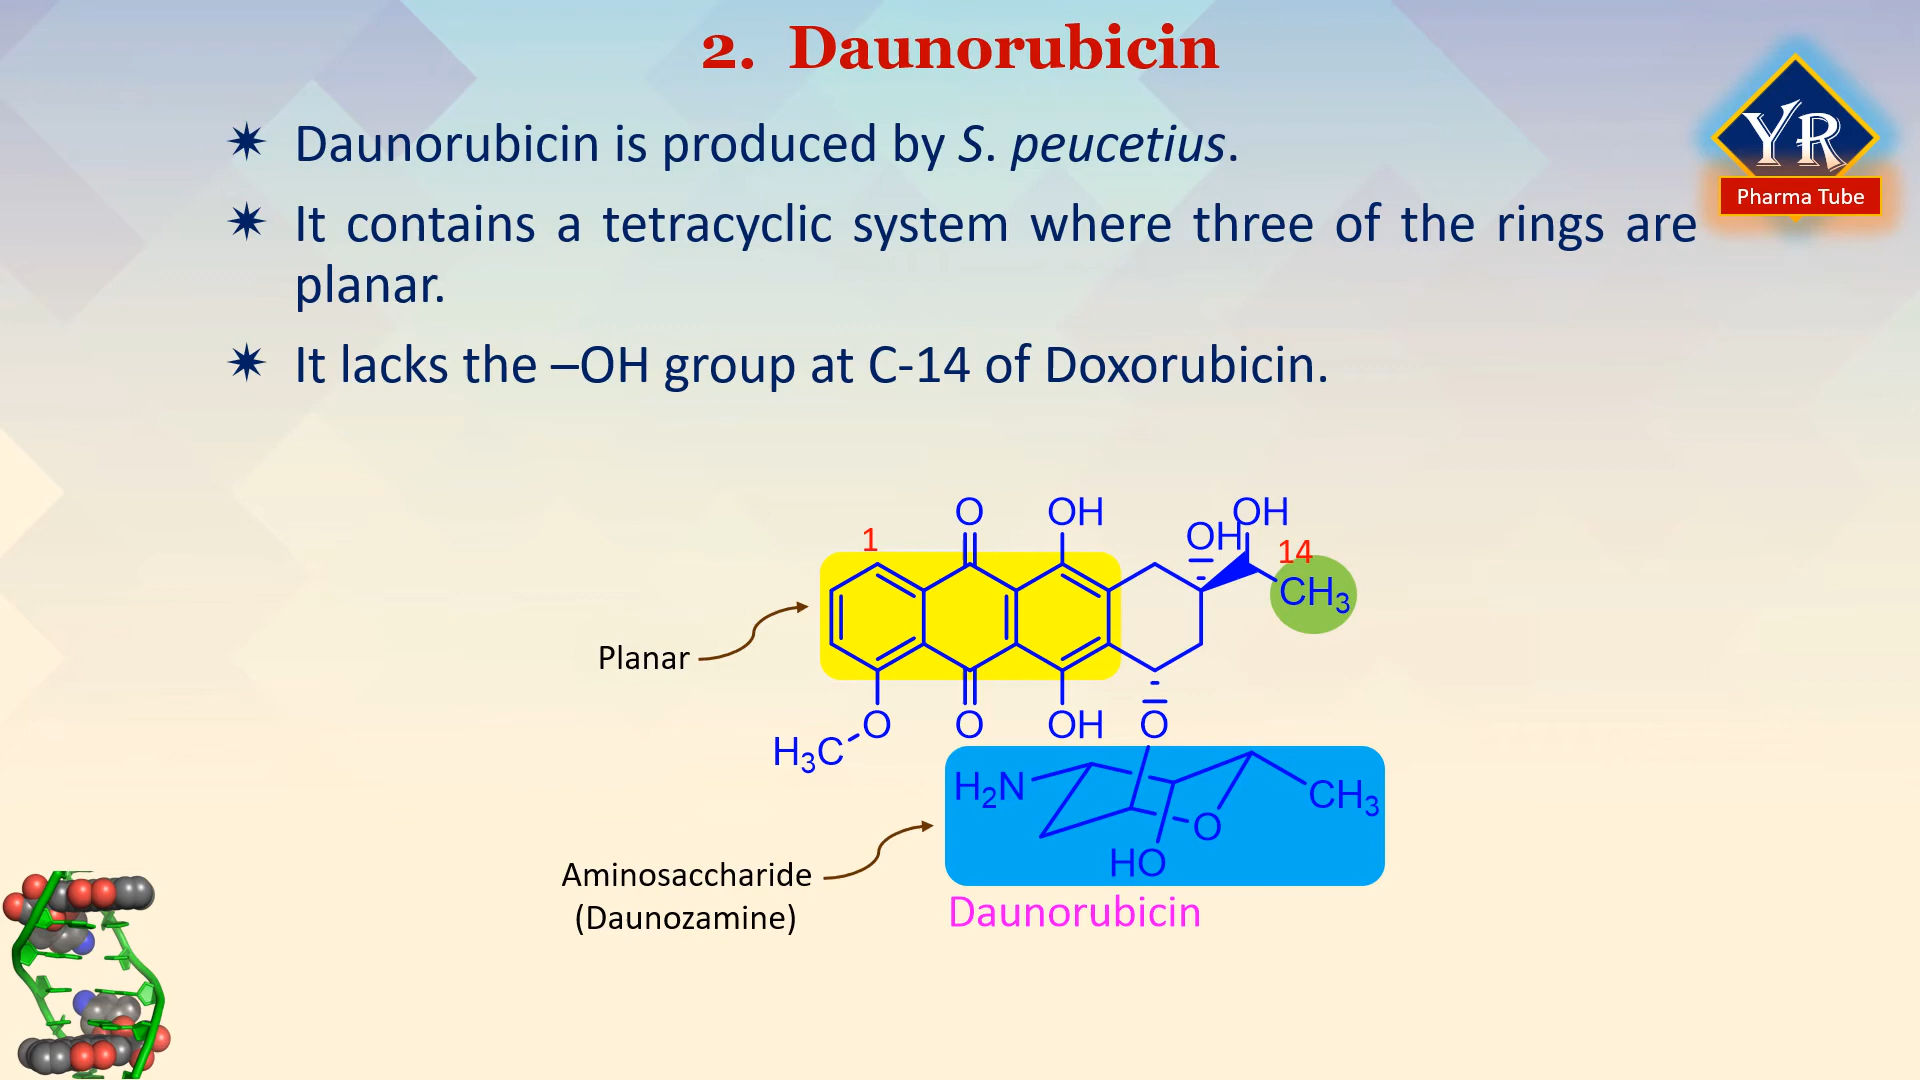 2. Daunorubicin
YR
Pharma Tube
✷ Daunorubicin is produced by S. peucetius.
✷ It contains a tetracyclic system where three of the rings are
planar.
✷ It lacks the –OH group at C-14 of Doxorubicin.
O OH OH
1 OH 14
CH3
Planar
H3C O O OH O
H2N CH3
O
HO
Aminosaccharide
(Daunozamine)
Daunorubicin